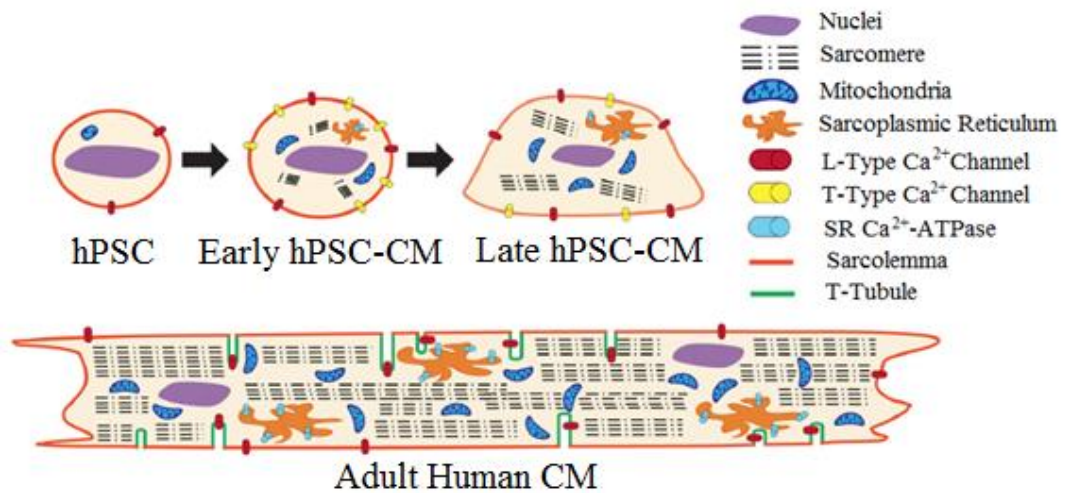 Nuclei
Sarcomere
Mitochondria
Sarcoplasmic Reticulum
L-Type Ca²⁺Channel
T-Type Ca²⁺Channel
SR Ca²⁺-ATPase
Sarcolemma
T-Tubule
hPSC
Early hPSC-CM
Late hPSC-CM
Adult Human CM